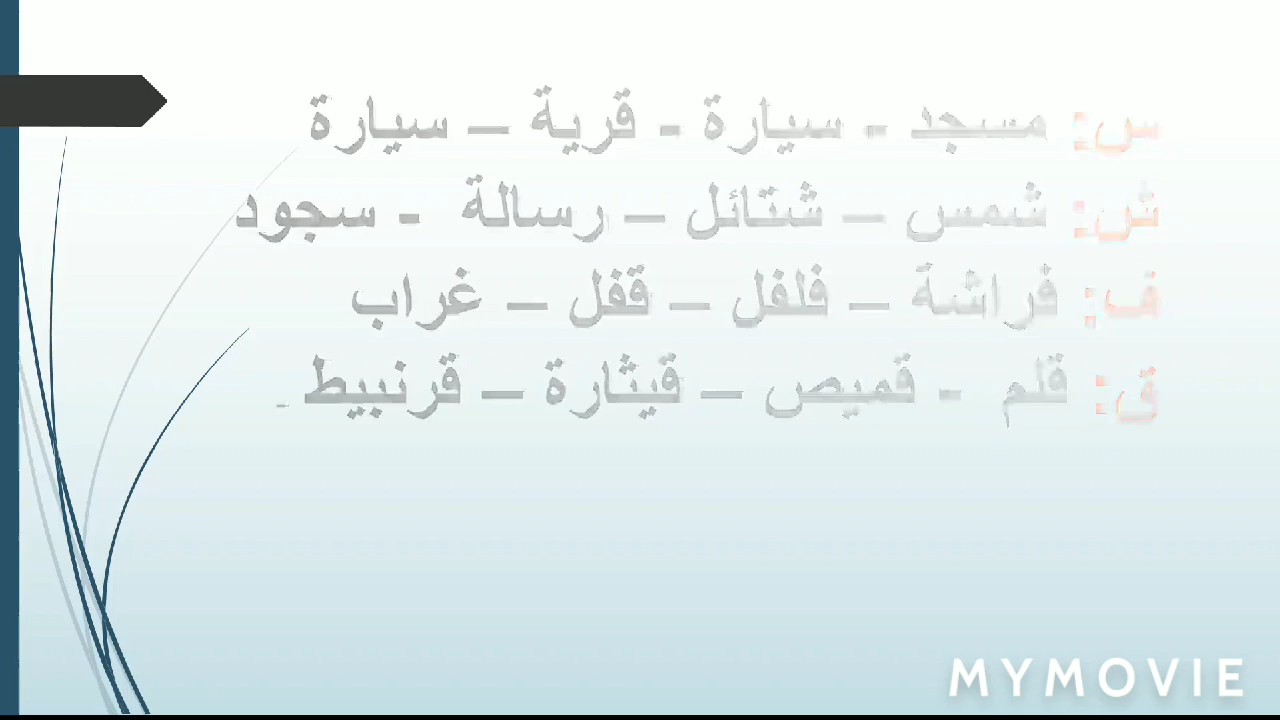 س: مسجد - سيارة - قرية – سيارة
ش: شمس – شتائل – رسالة - سجود
ف: فراشة – فلفل – قفل – غراب
ق: قلم - قميص – قيثارة – قرنبيط -
MYMOVIE